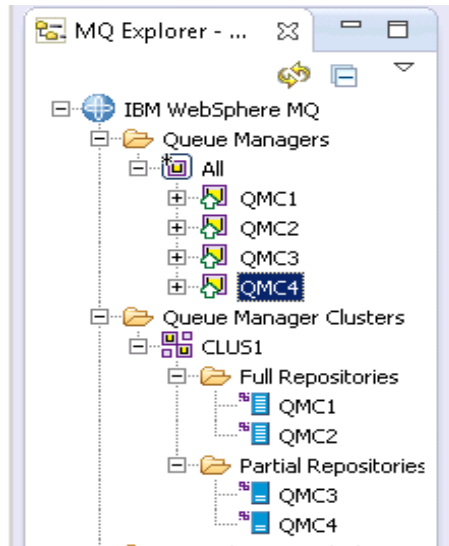 MQ Explorer - ...
IBM WebSphere MQ
Queue Managers
All
QMC1
QMC2
QMC3
QMC4
Queue Manager Clusters
CLUS1
Full Repositories
QMC1
QMC2
Partial Repositories
QMC3
QMC4